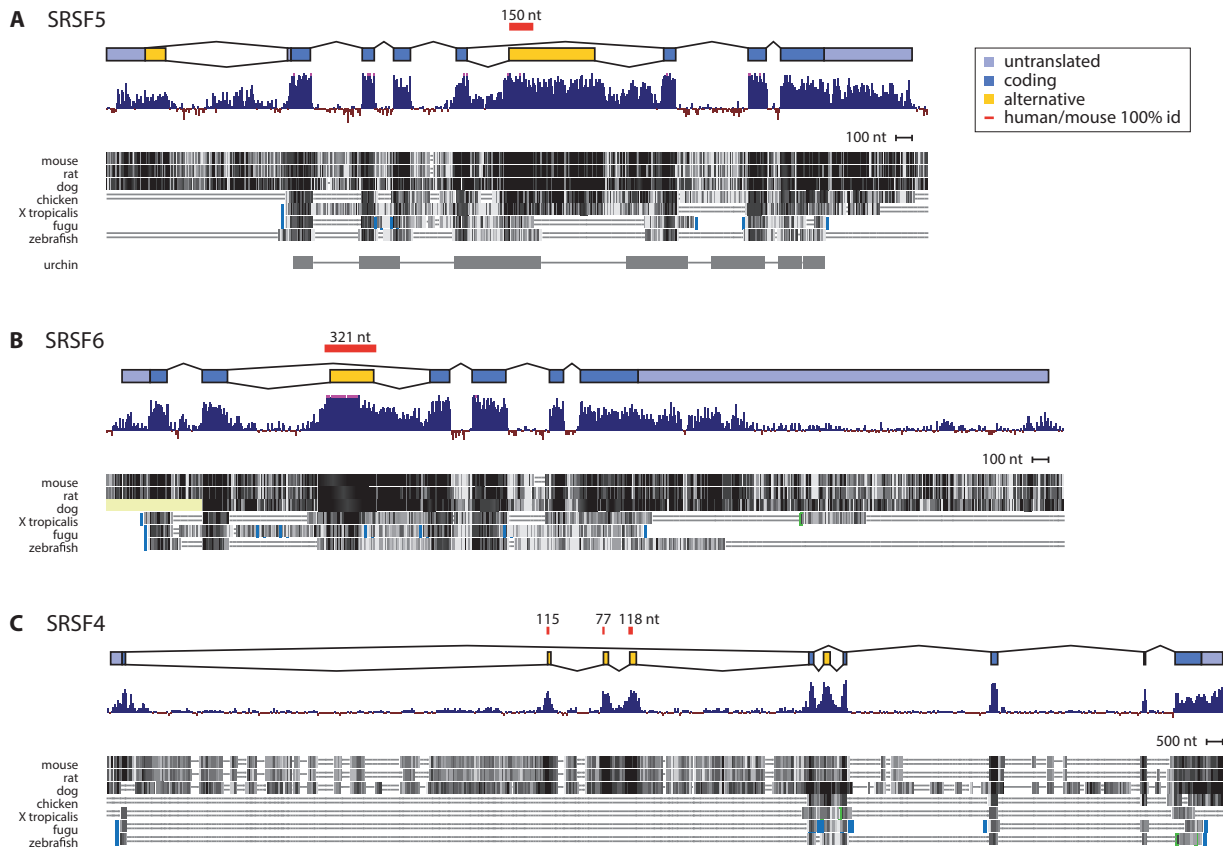 A SRSF5
150 nt
untranslated
coding
alternative
human/mouse 100% id
100 nt
mouse
rat
dog
chicken
X tropicalis
fugu
zebrafish
urchin
B SRSF6
321 nt
100 nt
mouse
rat
dog
X tropicalis
fugu
zebrafish
C SRSF4
115 77 118 nt
500 nt
mouse
rat
dog
chicken
X tropicalis
fugu
zebrafish